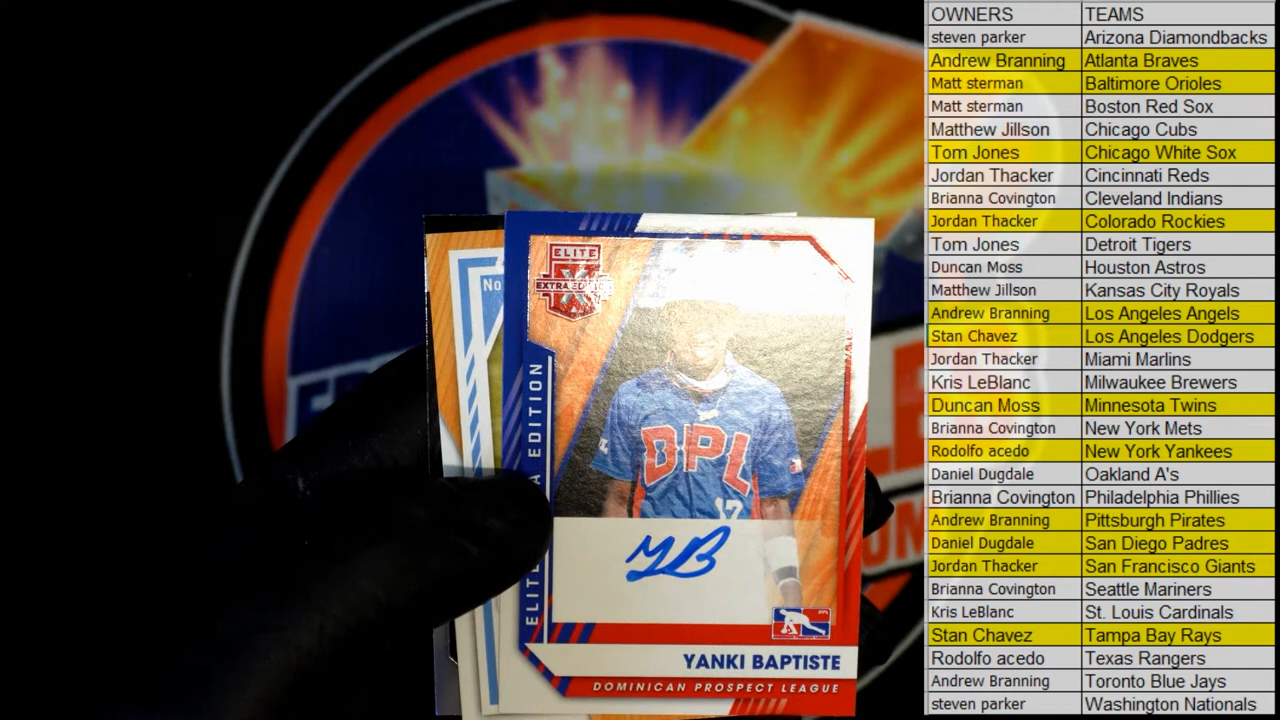 OWNERS TEAMS
steven parker Arizona Diamondbacks
Andrew Branning Atlanta Braves
Matt sterman Baltimore Orioles
Matt sterman Boston Red Sox
Matthew Jillson Chicago Cubs
Tom Jones Chicago White Sox
Jordan Thacker Cincinnati Reds
Brianna Covington Cleveland Indians
Jordan Thacker Colorado Rockies
Tom Jones Detroit Tigers
Duncan Moss Houston Astros
Matthew Jillson Kansas City Royals
Andrew Branning Los Angeles Angels
Stan Chavez Los Angeles Dodgers
Jordan Thacker Miami Marlins
Kris LeBlanc Milwaukee Brewers
Duncan Moss Minnesota Twins
Brianna Covington New York Mets
Rodolfo acedo New York Yankees
Daniel Dugdale Oakland A's
Brianna Covington Philadelphia Phillies
Andrew Branning Pittsburgh Pirates
Daniel Dugdale San Diego Padres
Jordan Thacker San Francisco Giants
Brianna Covington Seattle Mariners
Kris LeBlanc St. Louis Cardinals
Stan Chavez Tampa Bay Rays
Rodolfo acedo Texas Rangers
Andrew Branning Toronto Blue Jays
steven parker Washington Nationals
ELITE
EXTRA EDITION
No
EDITION
DPL
17
YB
YANKI BAPTISTE
DOMINICAN PROSPECT LEAGUE